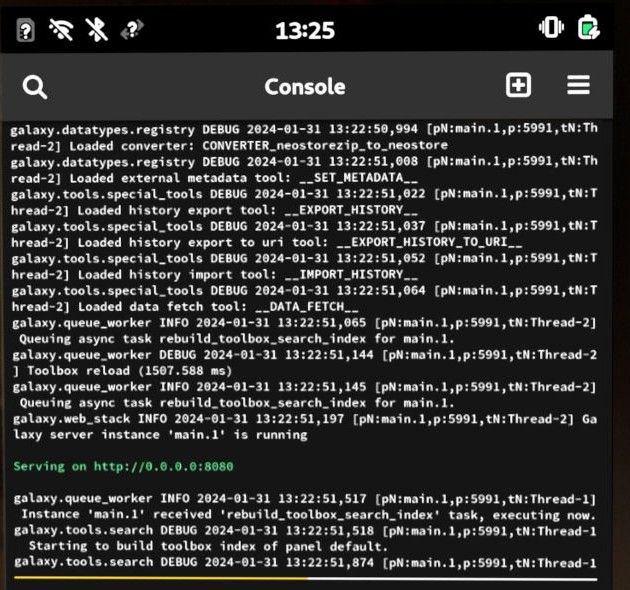 13:25
Console
galaxy.datatypes.registry DEBUG 2024-01-31 13:22:50,994 [pN:main.1,p:5991,tN:Th
read-2] Loaded converter: CONVERTER_neostorezip_to_neostore
galaxy.datatypes.registry DEBUG 2024-01-31 13:22:51,008 [pN:main.1,p:5991,tN:Th
read-2] Loaded external metadata tool: __SET_METADATA__
galaxy.tools.special_tools DEBUG 2024-01-31 13:22:51,022 [pN:main.1,p:5991,tN:T
hread-2] Loaded history export tool: __EXPORT_HISTORY__
galaxy.tools.special_tools DEBUG 2024-01-31 13:22:51,037 [pN:main.1,p:5991,tN:T
hread-2] Loaded history export to uri tool: __EXPORT_HISTORY_TO_URI__
galaxy.tools.special_tools DEBUG 2024-01-31 13:22:51,052 [pN:main.1,p:5991,tN:T
hread-2] Loaded history import tool: __IMPORT_HISTORY__
galaxy.tools.special_tools DEBUG 2024-01-31 13:22:51,064 [pN:main.1,p:5991,tN:T
hread-2] Loaded data fetch tool: __DATA_FETCH__
galaxy.queue_worker INFO 2024-01-31 13:22:51,065 [pN:main.1,p:5991,tN:Thread-2]
Queuing async task rebuild_toolbox_search_index for main.1.
galaxy.queue_worker DEBUG 2024-01-31 13:22:51,144 [pN:main.1,p:5991,tN:Thread-2
] Toolbox reload (1507.588 ms)
galaxy.queue_worker INFO 2024-01-31 13:22:51,145 [pN:main.1,p:5991,tN:Thread-2]
Queuing async task rebuild_toolbox_search_index for main.1.
galaxy.web_stack INFO 2024-01-31 13:22:51,197 [pN:main.1,p:5991,tN:Thread-2] Ga
laxy server instance 'main.1' is running
Serving on http://0.0.0.0:8080
galaxy.queue_worker INFO 2024-01-31 13:22:51,517 [pN:main.1,p:5991,tN:Thread-1]
Instance 'main.1' received 'rebuild_toolbox_search_index' task, executing now.
galaxy.tools.search DEBUG 2024-01-31 13:22:51,518 [pN:main.1,p:5991,tN:Thread-1
Starting to build toolbox index of panel default.
galaxy.tools.search DEBUG 2024-01-31 13:22:51,874 [pN:main.1,p:5991,tN:Thread-1